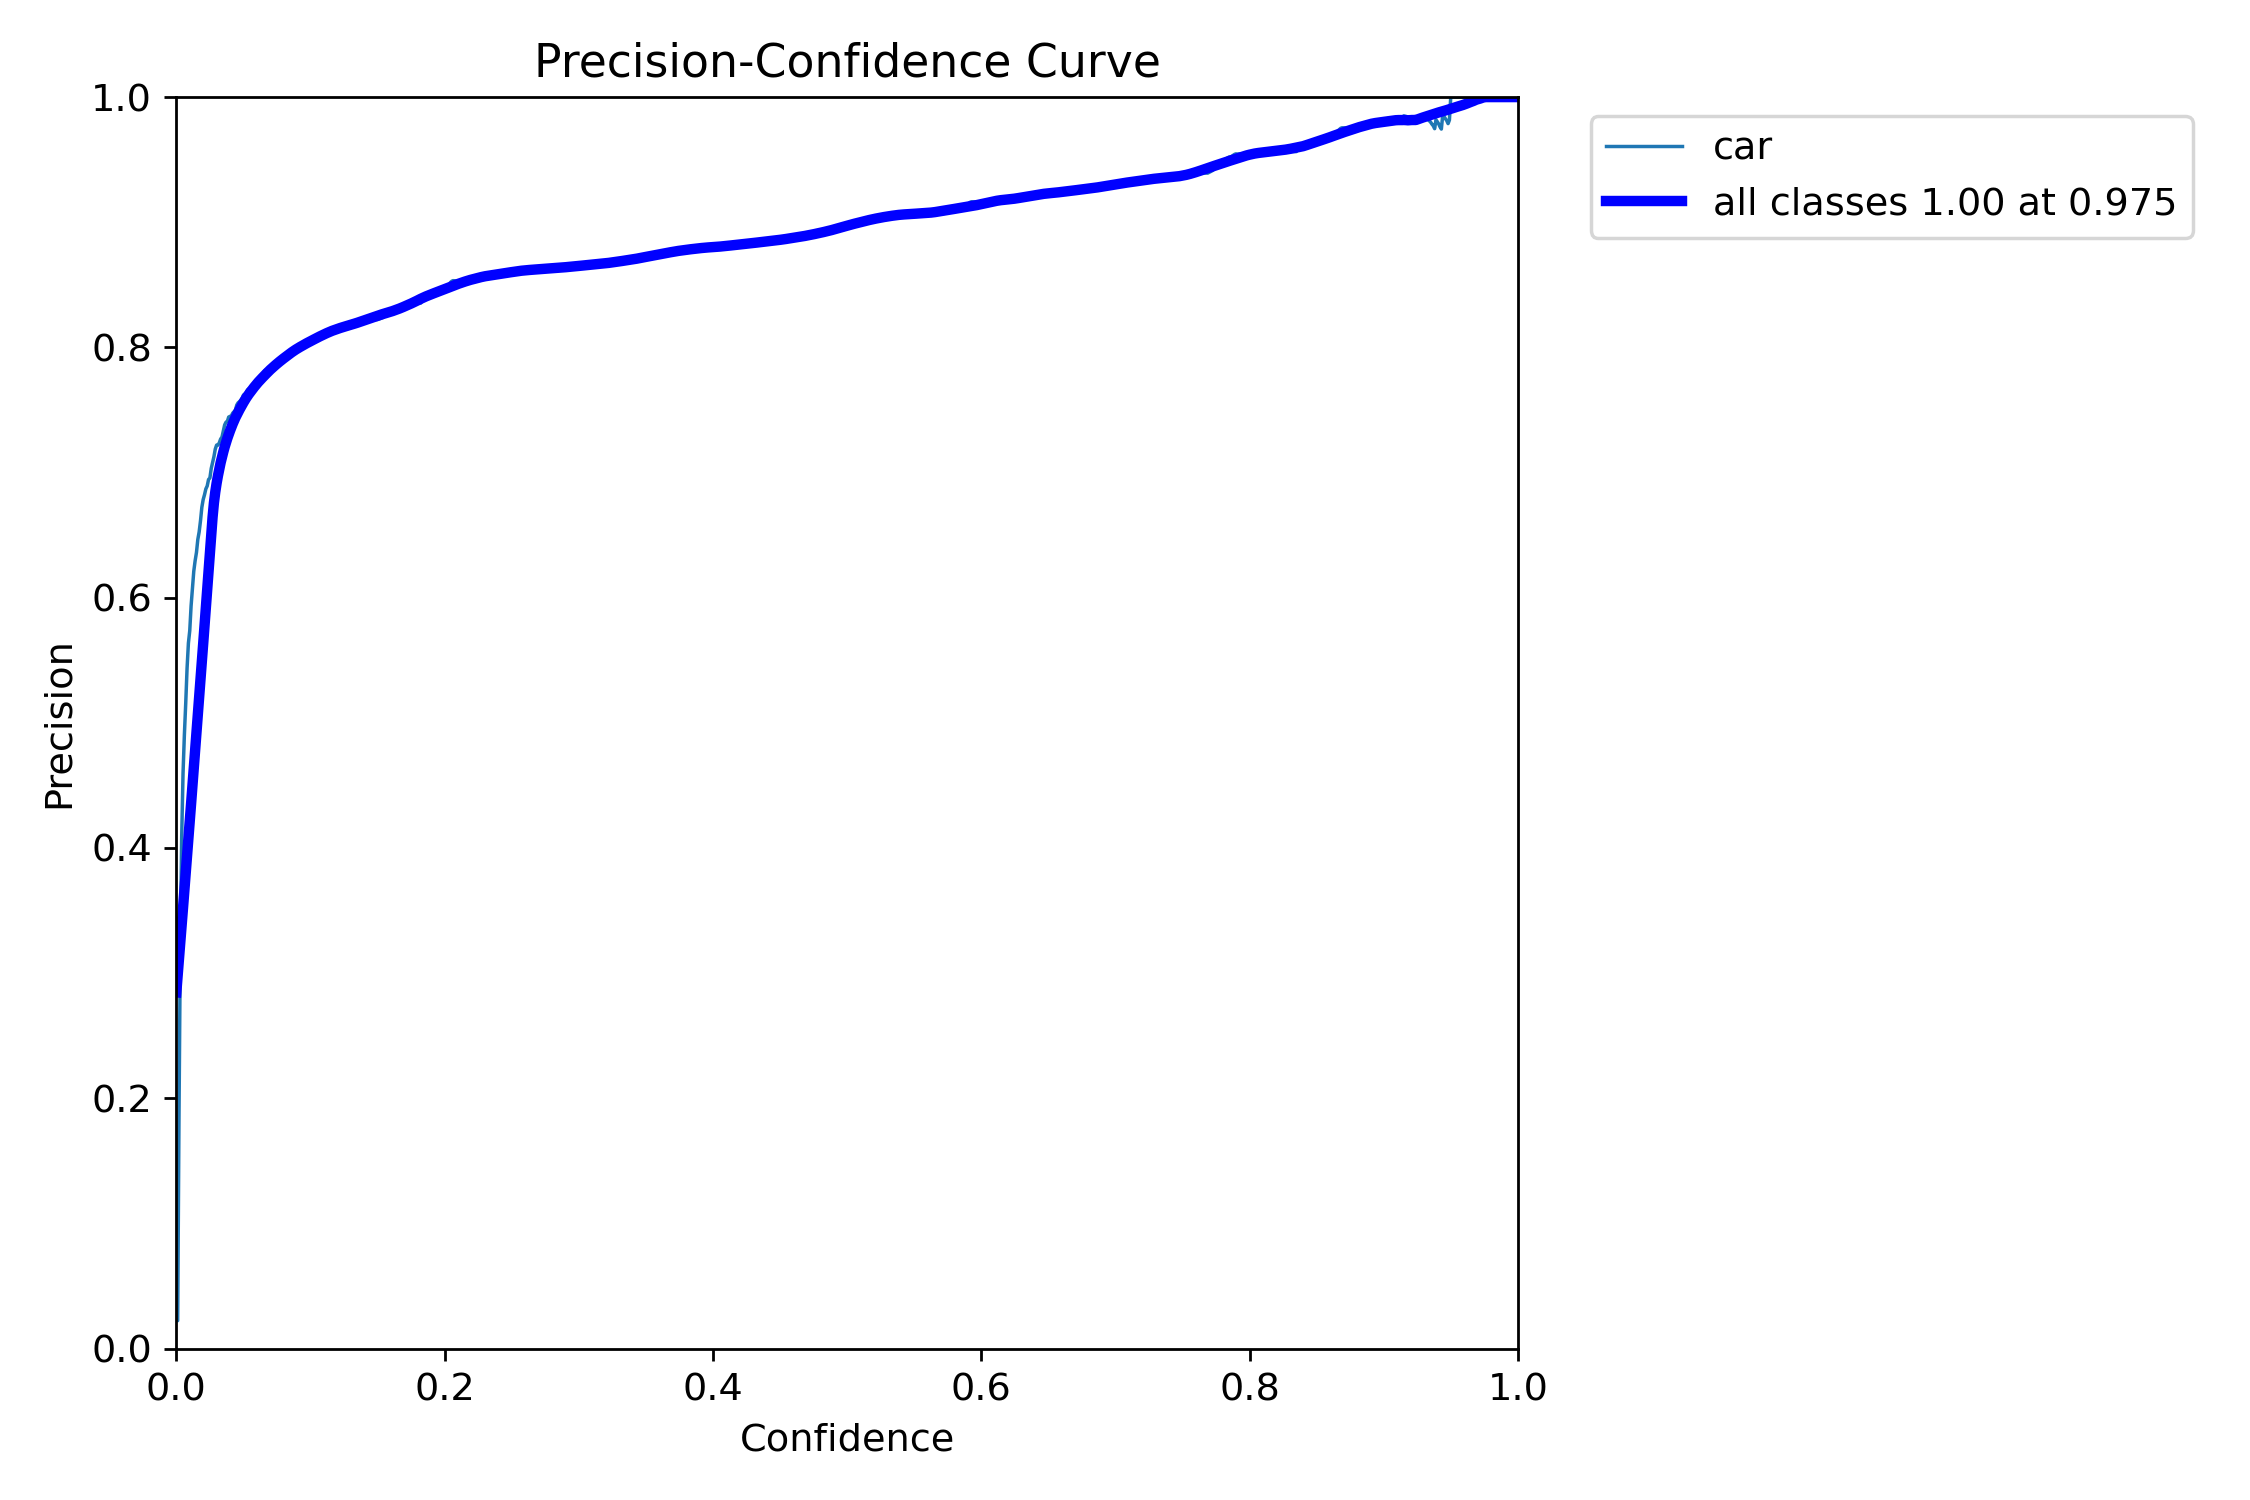 Precision-Confidence Curve
1.0
0.8
0.6
0.4
0.2
0.0
Precision
0.0 0.2 0.4 0.6 0.8 1.0
Confidence
car
all classes 1.00 at 0.975